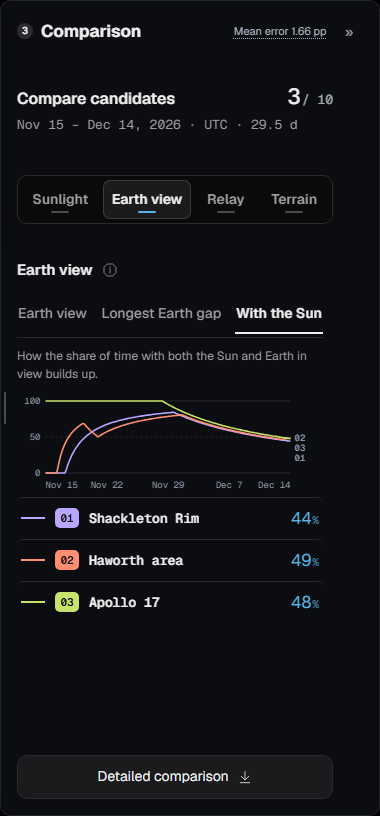 3 Comparison Mean error 1.66 pp »
Compare candidates 3 / 10
Nov 15 – Dec 14, 2026 · UTC · 29.5 d
Sunlight Earth view Relay Terrain
Earth view
Earth view Longest Earth gap With the Sun
How the share of time with both the Sun and Earth in
view builds up.
100
50
0
02
03
01
Nov 15 Nov 22 Nov 29 Dec 7 Dec 14
01 Shackleton Rim 44%
02 Haworth area 49%
03 Apollo 17 48%
Detailed comparison